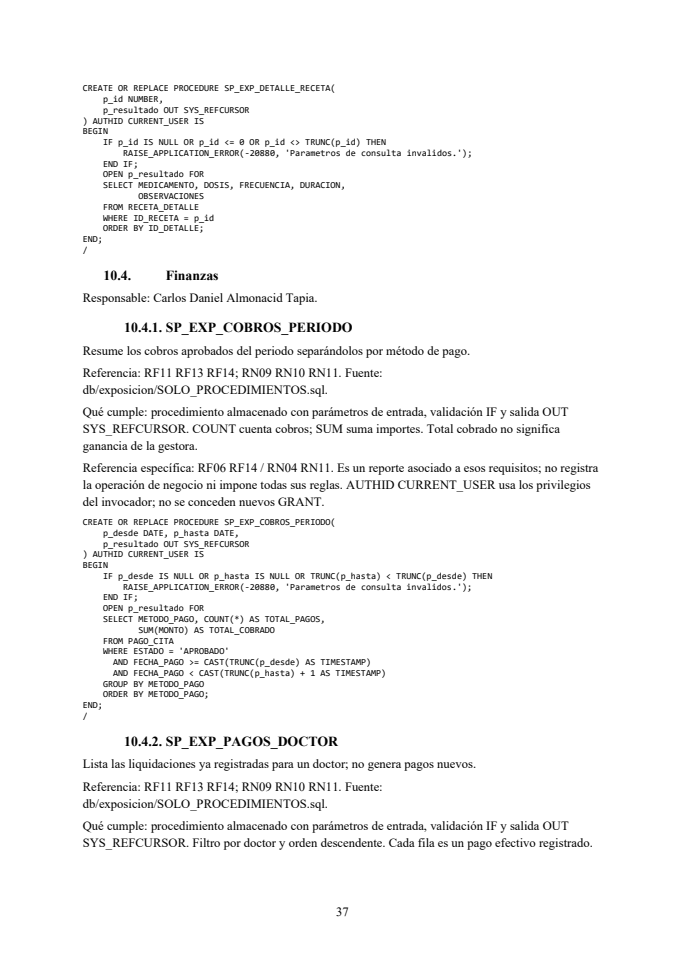 CREATE OR REPLACE PROCEDURE SP_EXP_DETALLE_RECETA(
    p_id NUMBER,
    p_resultado OUT SYS_REFCURSOR
) AUTHID CURRENT_USER IS
BEGIN
    IF p_id IS NULL OR p_id <= 0 OR p_id <> TRUNC(p_id) THEN
        RAISE_APPLICATION_ERROR(-20880, 'Parametros de consulta invalidos.');
    END IF;
    OPEN p_resultado FOR
    SELECT MEDICAMENTO, DOSIS, FRECUENCIA, DURACION,
           OBSERVACIONES
    FROM RECETA_DETALLE
    WHERE ID_RECETA = p_id
    ORDER BY ID_DETALLE;
END;
/
10.4. Finanzas
Responsable: Carlos Daniel Almonacid Tapia.
10.4.1. SP_EXP_COBROS_PERIODO
Resume los cobros aprobados del periodo separándolos por método de pago.
Referencia: RF11 RF13 RF14; RN09 RN10 RN11. Fuente:
db/exposicion/SOLO_PROCEDIMIENTOS.sql.
Qué cumple: procedimiento almacenado con parámetros de entrada, validación IF y salida OUT
SYS_REFCURSOR. COUNT cuenta cobros; SUM suma importes. Total cobrado no significa
ganancia de la gestora.
Referencia específica: RF06 RF14 / RN04 RN11. Es un reporte asociado a esos requisitos; no registra
la operación de negocio ni impone todas sus reglas. AUTHID CURRENT_USER usa los privilegios
del invocador; no se conceden nuevos GRANT.
CREATE OR REPLACE PROCEDURE SP_EXP_COBROS_PERIODO(
    p_desde DATE, p_hasta DATE,
    p_resultado OUT SYS_REFCURSOR
) AUTHID CURRENT_USER IS
BEGIN
    IF p_desde IS NULL OR p_hasta IS NULL OR TRUNC(p_hasta) < TRUNC(p_desde) THEN
        RAISE_APPLICATION_ERROR(-20880, 'Parametros de consulta invalidos.');
    END IF;
    OPEN p_resultado FOR
    SELECT METODO_PAGO, COUNT(*) AS TOTAL_PAGOS,
           SUM(MONTO) AS TOTAL_COBRADO
    FROM PAGO_CITA
    WHERE ESTADO = 'APROBADO'
      AND FECHA_PAGO >= CAST(TRUNC(p_desde) AS TIMESTAMP)
      AND FECHA_PAGO < CAST(TRUNC(p_hasta) + 1 AS TIMESTAMP)
    GROUP BY METODO_PAGO
    ORDER BY METODO_PAGO;
END;
/
10.4.2. SP_EXP_PAGOS_DOCTOR
Lista las liquidaciones ya registradas para un doctor; no genera pagos nuevos.
Referencia: RF11 RF13 RF14; RN09 RN10 RN11. Fuente:
db/exposicion/SOLO_PROCEDIMIENTOS.sql.
Qué cumple: procedimiento almacenado con parámetros de entrada, validación IF y salida OUT
SYS_REFCURSOR. Filtro por doctor y orden descendente. Cada fila es un pago efectivo registrado.
37